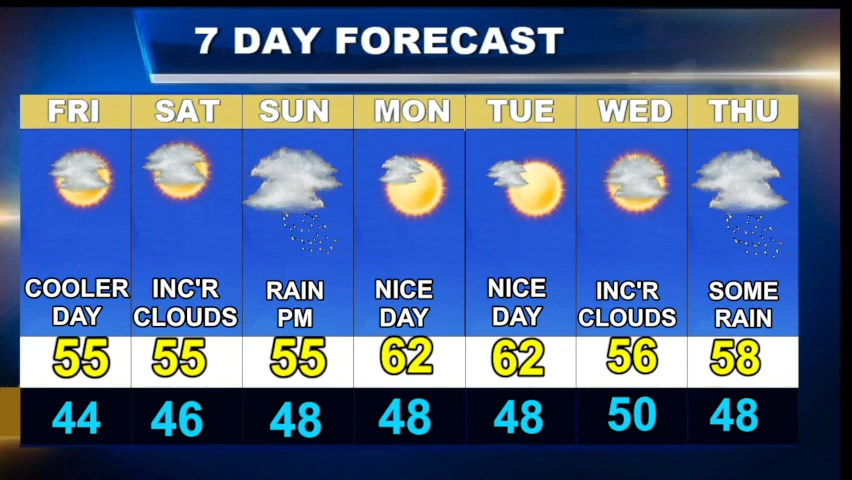 7 DAY FORECAST
FRI SAT SUN MON TUE WED THU
COOLER DAY
INC'R CLOUDS
RAIN PM
NICE DAY
NICE DAY
INC'R CLOUDS
SOME RAIN
55 55 55 62 62 56 58
44 46 48 48 48 50 48